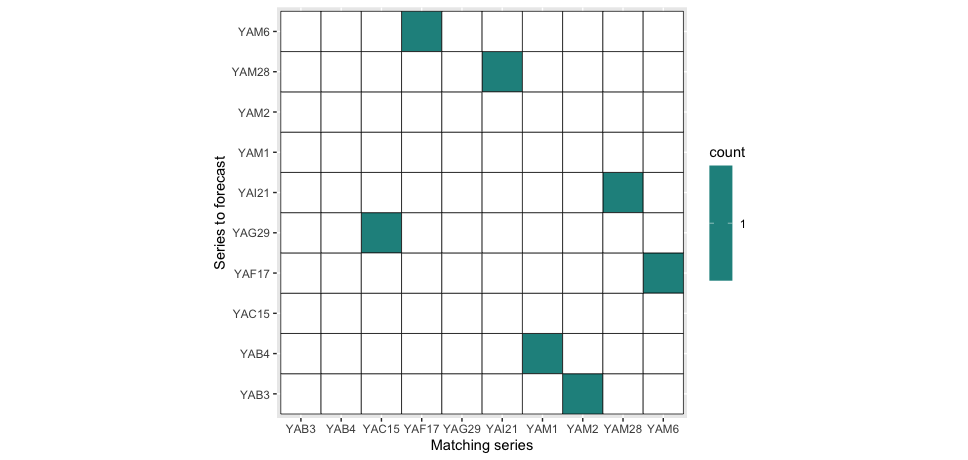 YAM6
YAM28
YAM2
YAM1
YAI21
YAG29
YAF17
YAC15
YAB4
YAB3
Series to forecast
YAB3 YAB4 YAC15 YAF17 YAG29 YAI21 YAM1 YAM2 YAM28 YAM6
Matching series
count
1